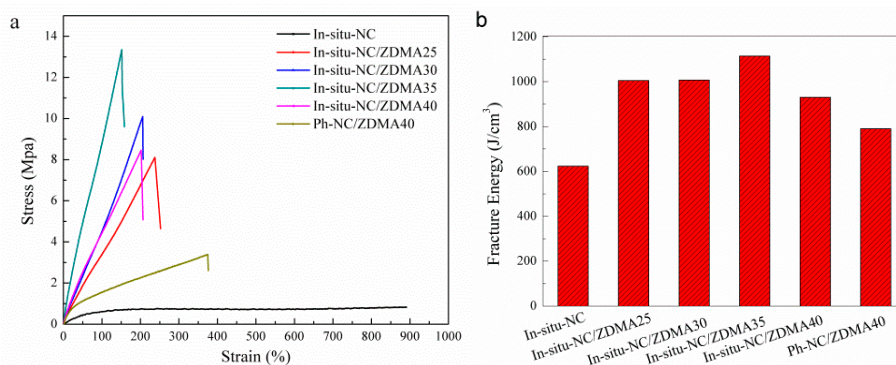 a
14
12
10
8
6
4
2
0
Stress (Mpa)
0 100 200 300 400 500 600 700 800 900 1000
Strain (%)
In-situ-NC
In-situ-NC/ZDMA25
In-situ-NC/ZDMA30
In-situ-NC/ZDMA35
In-situ-NC/ZDMA40
Ph-NC/ZDMA40
b
1200
1000
800
600
400
200
0
Fracture Energy (J/cm³)
In-situ-NC
In-situ-NC/ZDMA25
In-situ-NC/ZDMA30
In-situ-NC/ZDMA35
In-situ-NC/ZDMA40
Ph-NC/ZDMA40